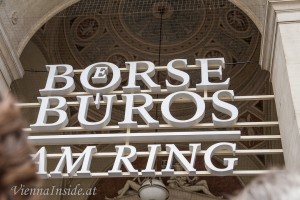 BÖRSE
BÜROS
AM RING
ViennaInside.at